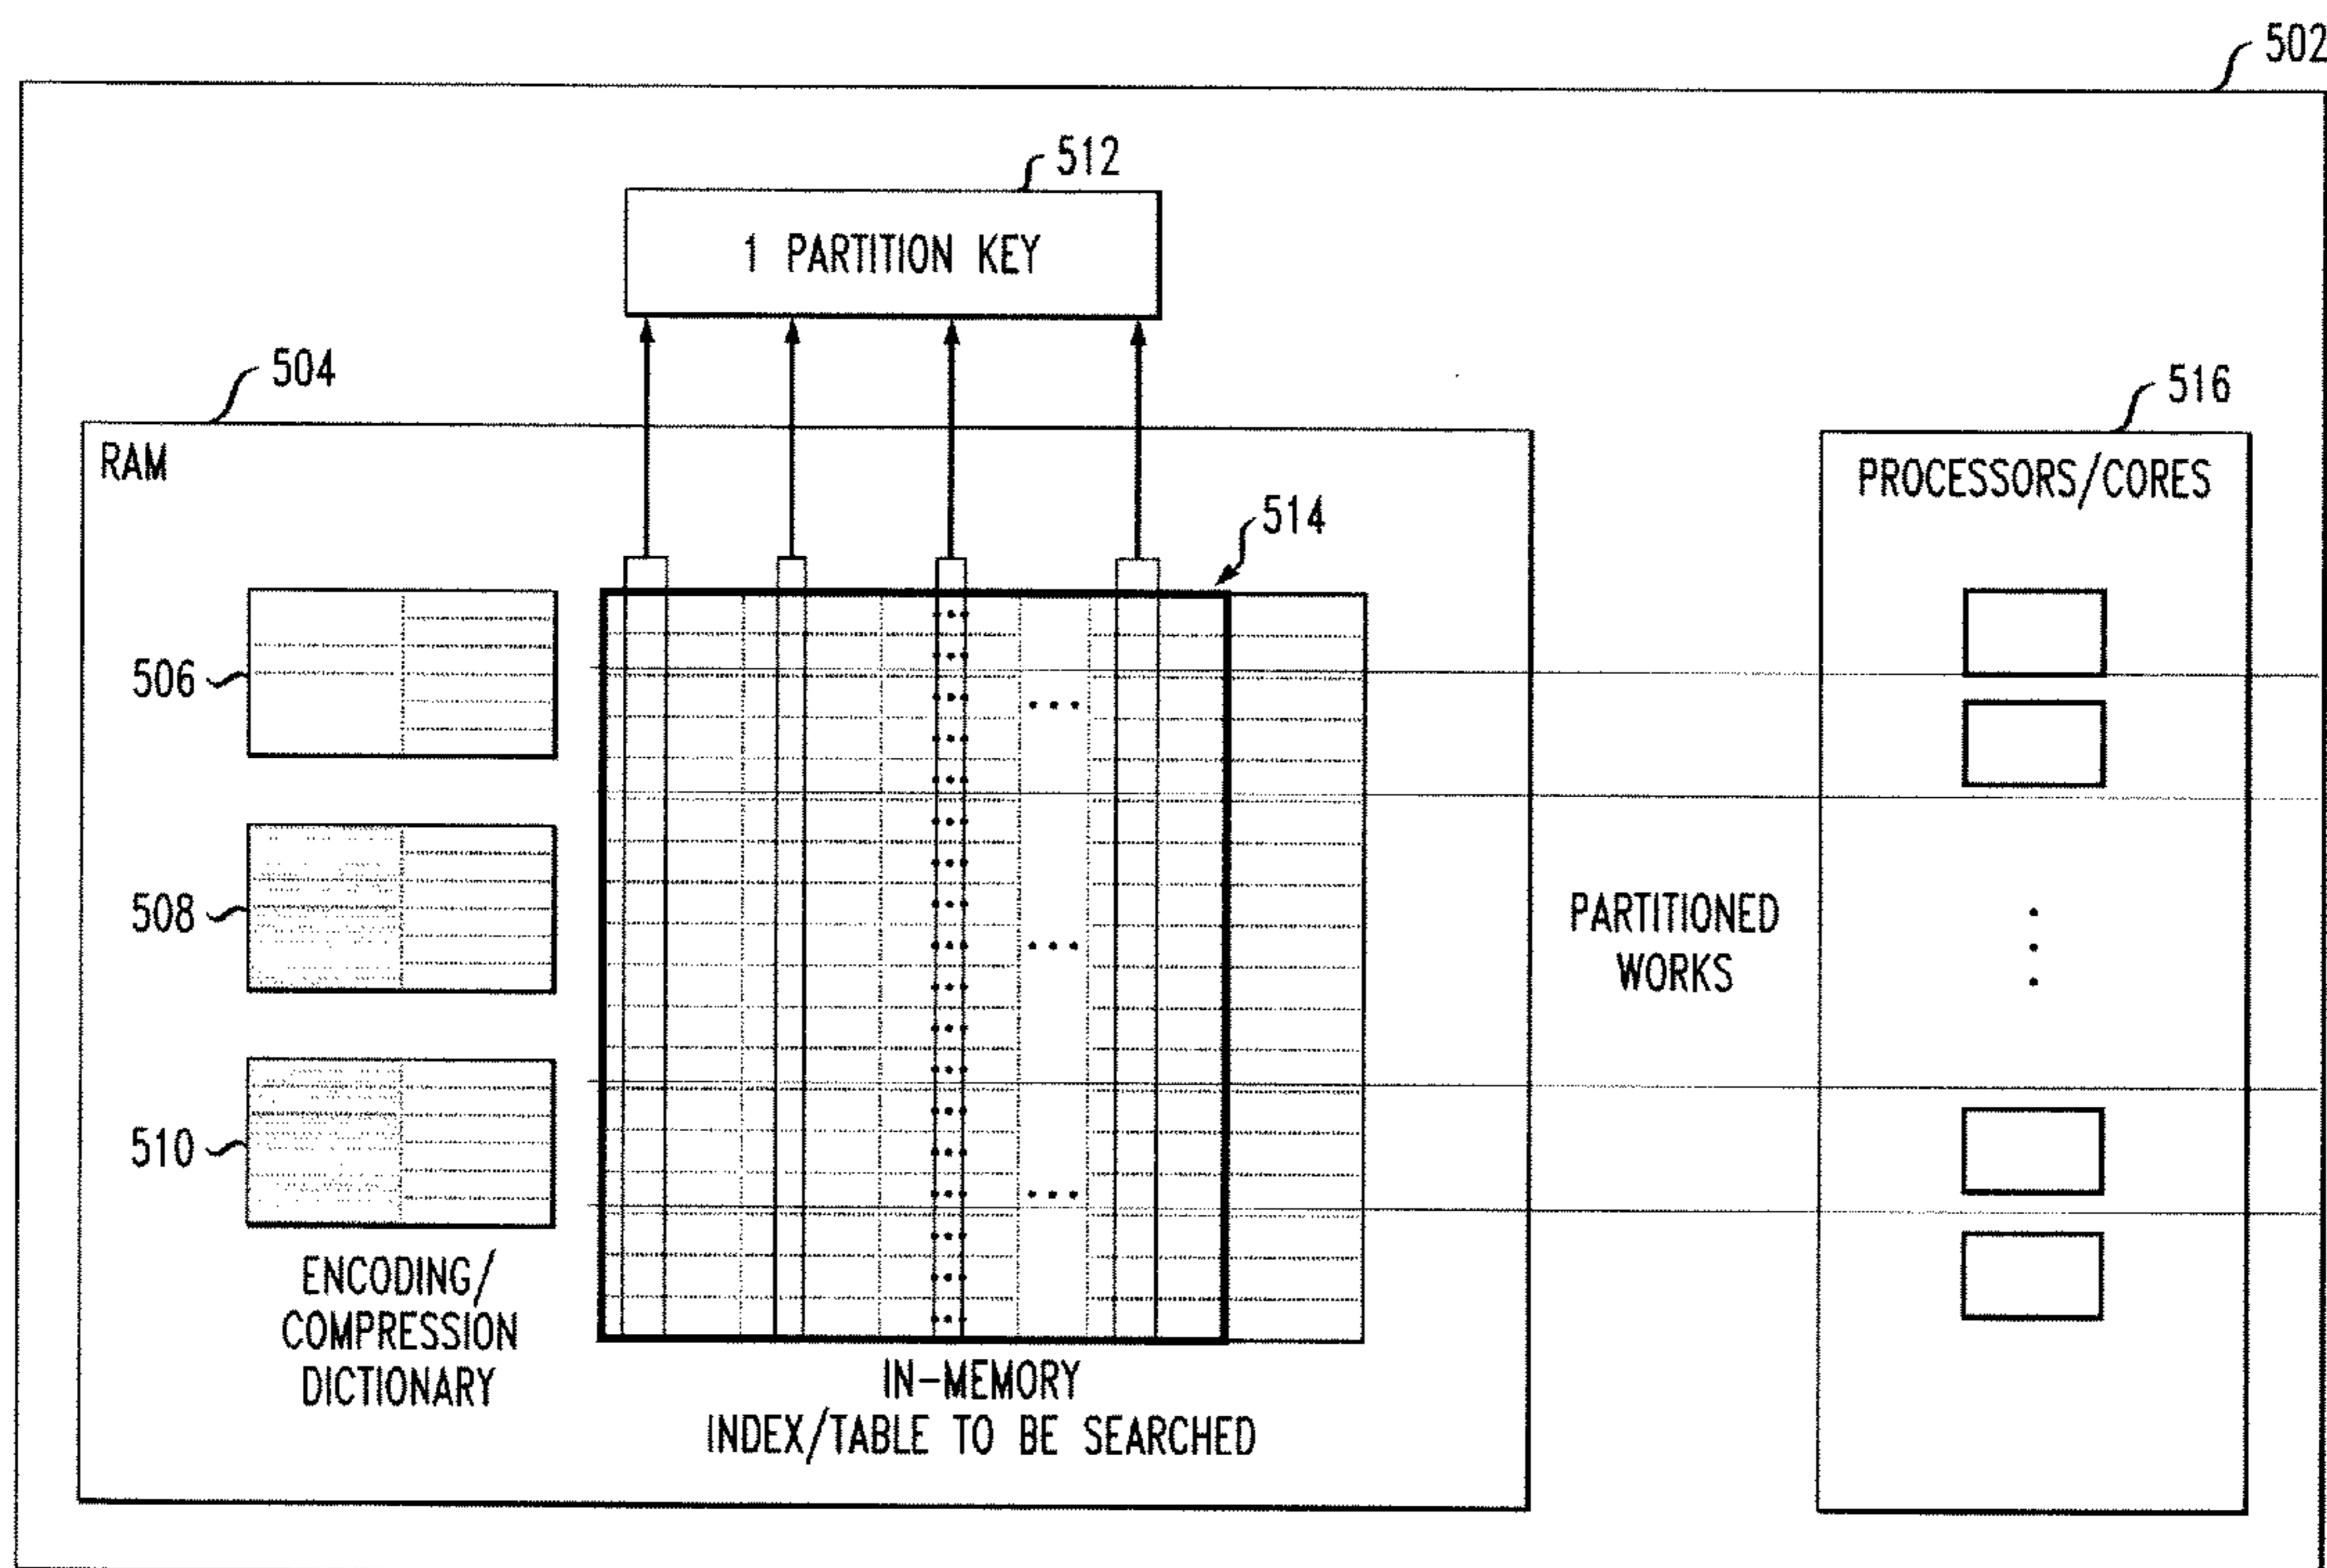 502
512
1 PARTITION KEY
504
516
RAM
PROCESSORS/CORES
514
506
508
PARTITIONED
WORKS
510
ENCODING/
COMPRESSION
DICTIONARY
IN-MEMORY
INDEX/TABLE TO BE SEARCHED